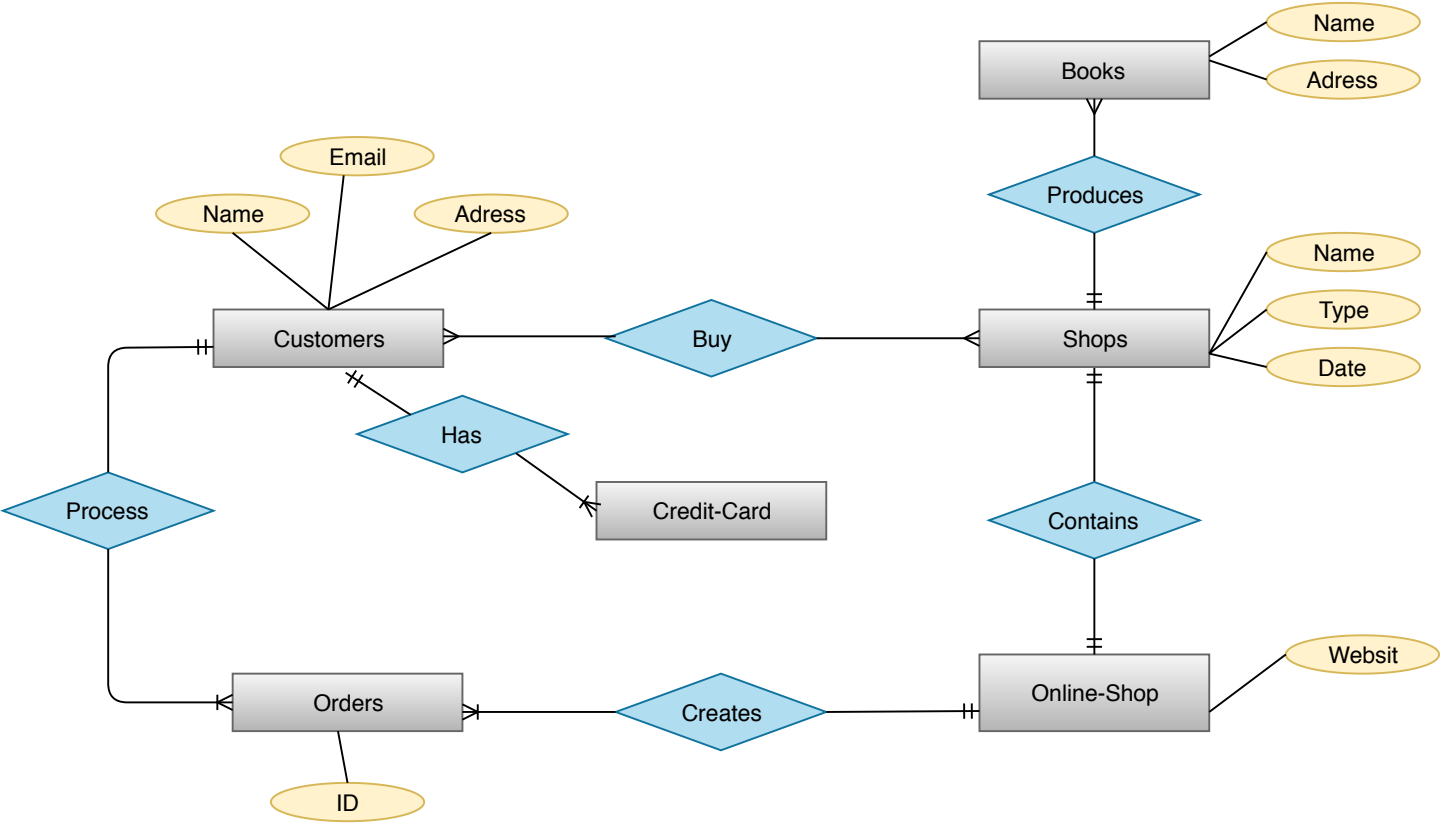 Name
Books
Adress
Email
Produces
Name
Adress
Name
Customers
Buy
Shops
Type
Date
Has
Process
Credit-Card
Contains
Websit
Orders
Creates
Online-Shop
ID